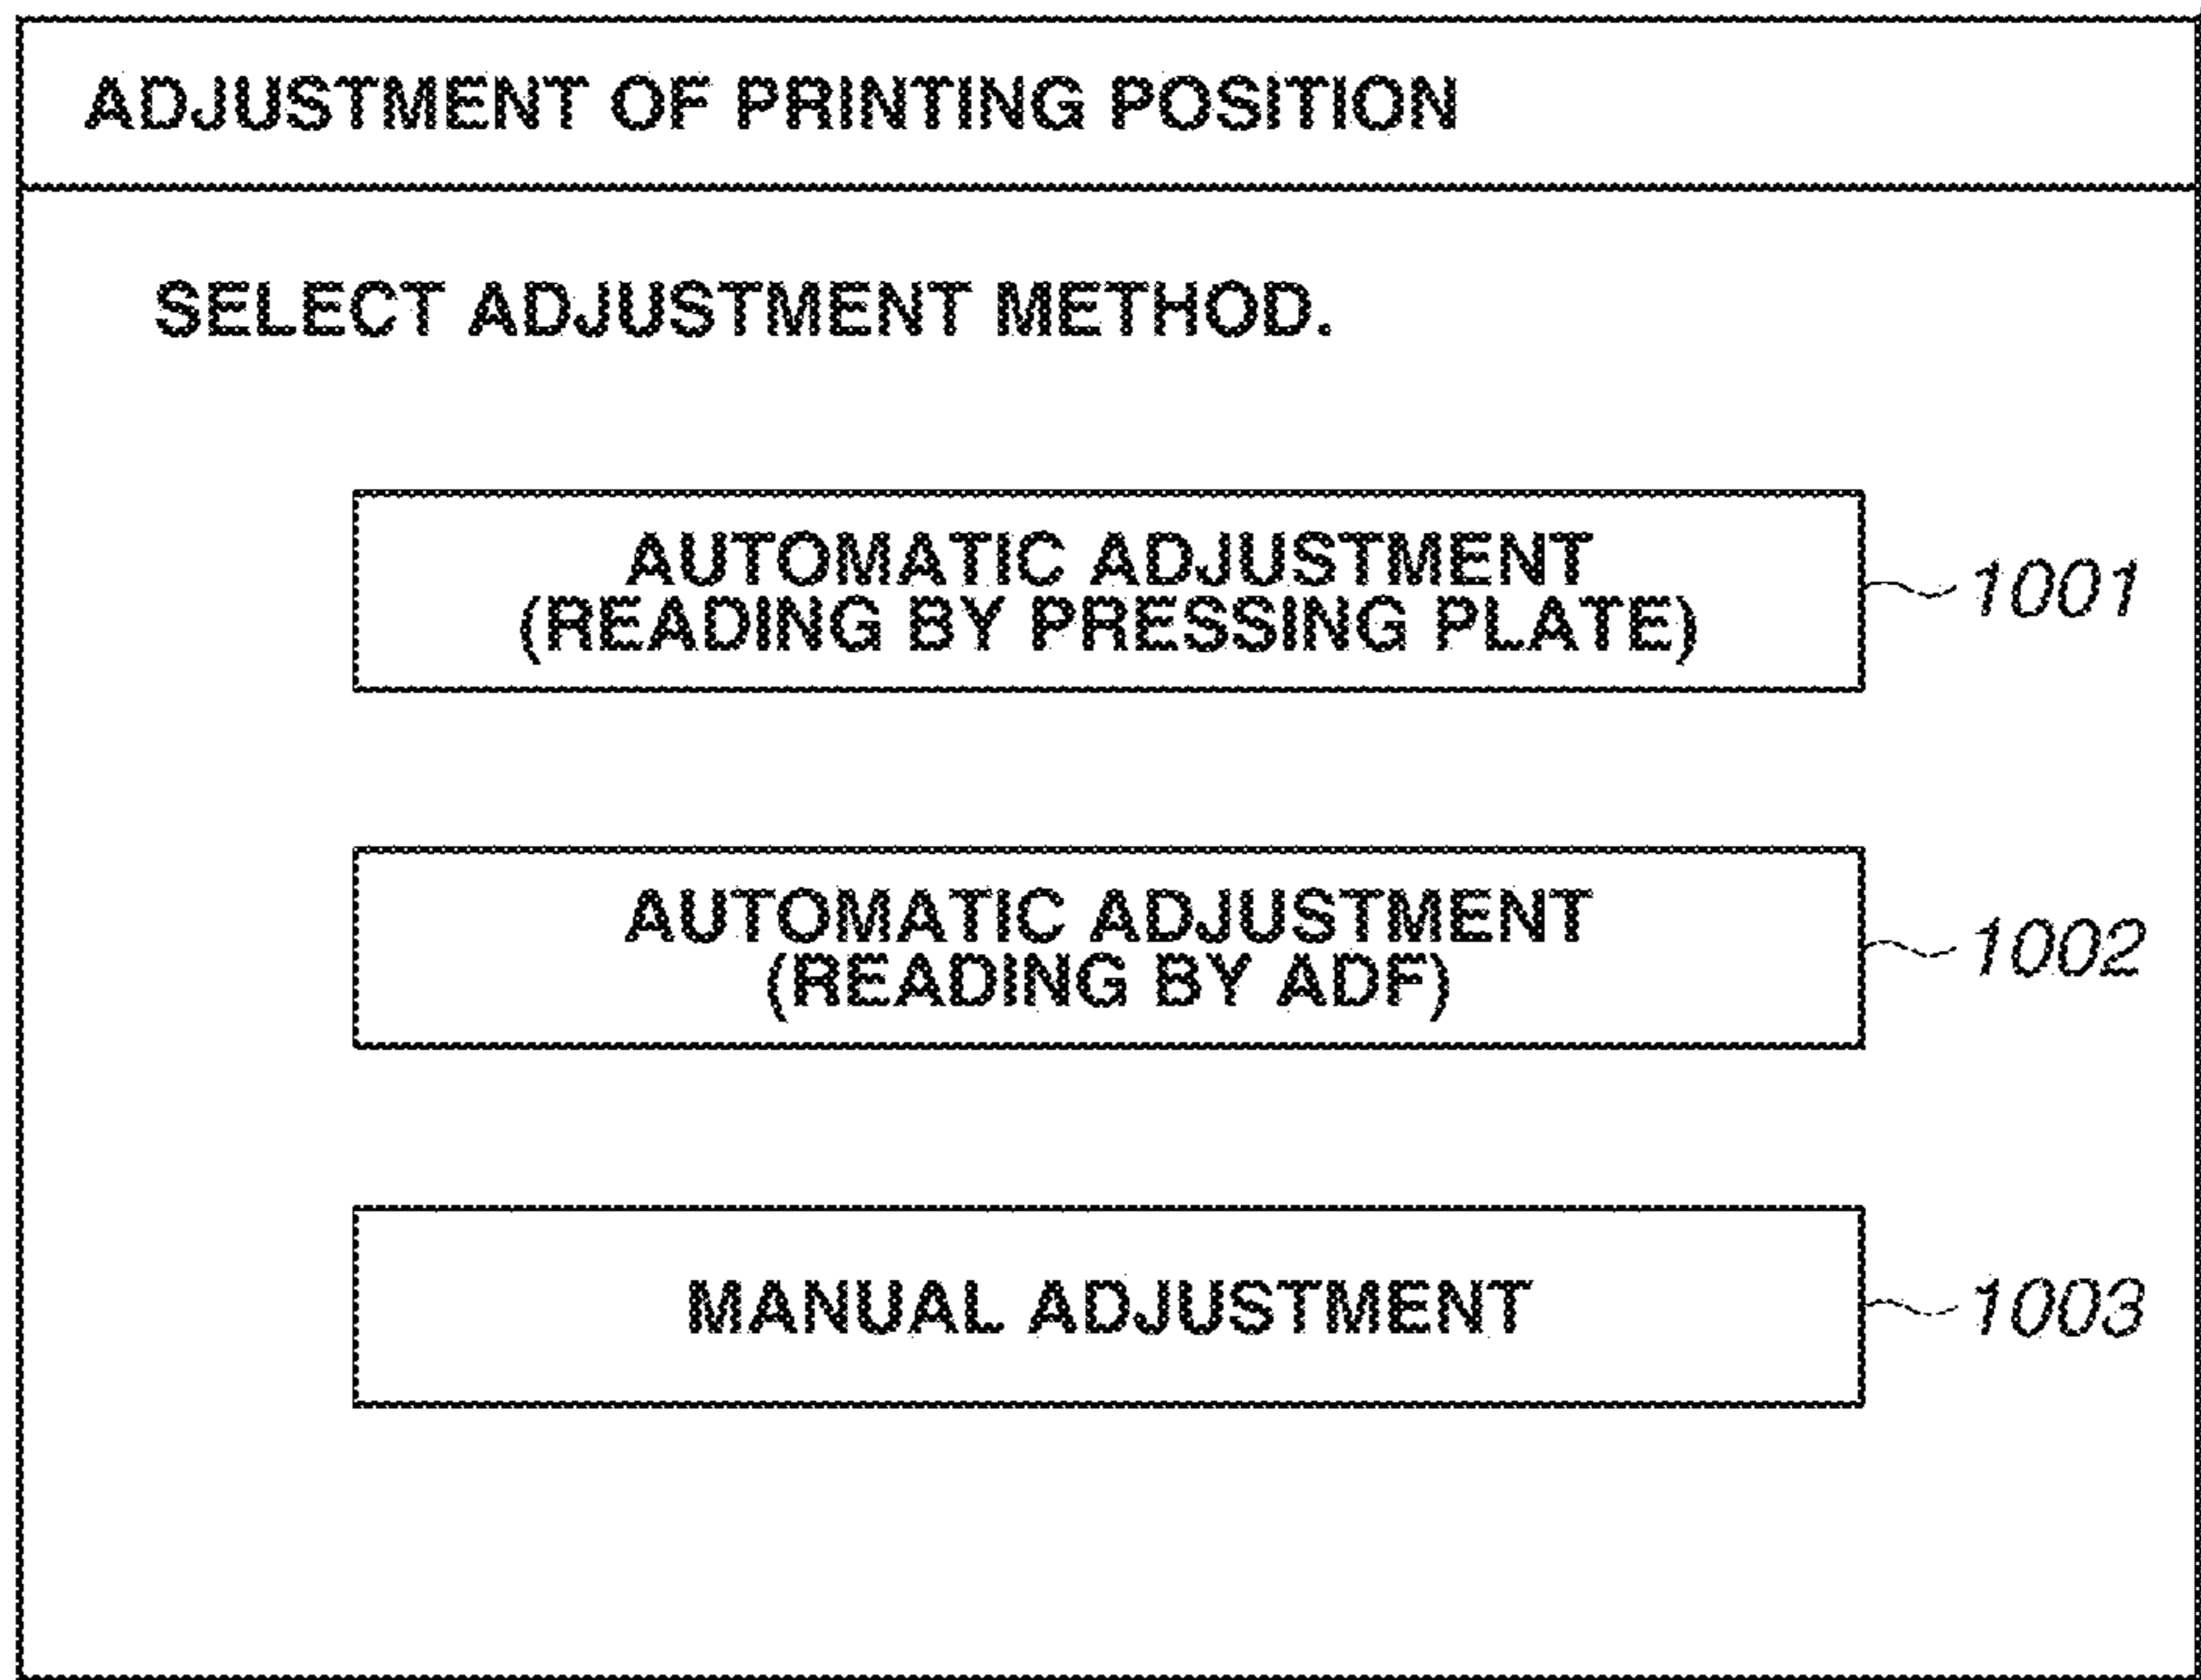 ADJUSTMENT OF PRINTING POSITION
SELECT ADJUSTMENT METHOD.
AUTOMATIC ADJUSTMENT
(READING BY PRESSING PLATE)
1001
AUTOMATIC ADJUSTMENT
(READING BY ADF)
1002
MANUAL ADJUSTMENT
1003